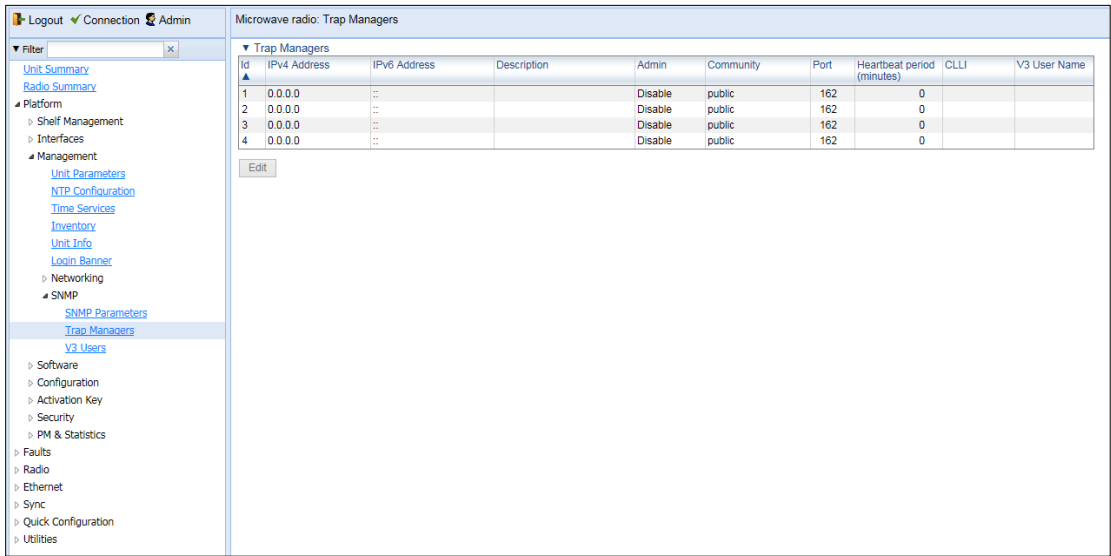 Logout Connection Admin
Microwave radio: Trap Managers
Filter
Unit Summary
Radio Summary
Platform
Shelf Management
Interfaces
Management
Unit Parameters
NTP Configuration
Time Services
Inventory
Unit Info
Login Banner
Networking
SNMP
SNMP Parameters
Trap Managers
V3 Users
Software
Configuration
Activation Key
Security
PM & Statistics
Faults
Radio
Ethernet
Sync
Quick Configuration
Utilities
Trap Managers
Id IPv4 Address IPv6 Address Description Admin Community Port Heartbeat period (minutes) CLLI V3 User Name
1 0.0.0.0 :: Disable public 162 0
2 0.0.0.0 :: Disable public 162 0
3 0.0.0.0 :: Disable public 162 0
4 0.0.0.0 :: Disable public 162 0
Edit